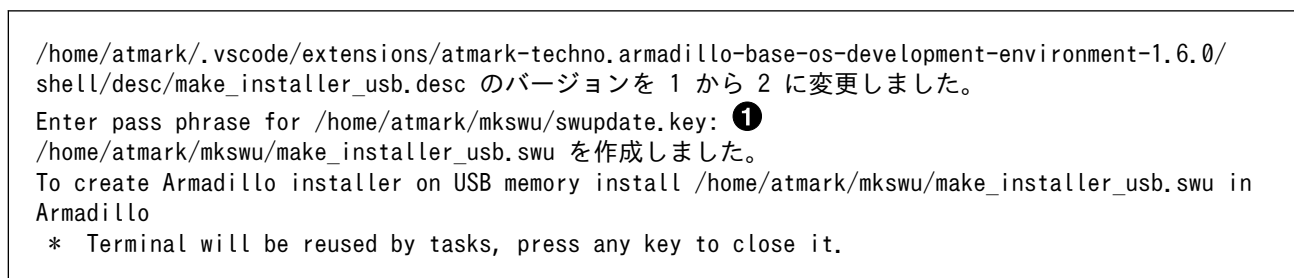 /home/atmark/.vscode/extensions/atmark-techno.armadillo-base-os-development-environment-1.6.0/
shell/desc/make_installer_usb.desc のバージョンを 1 から 2 に変更しました。
Enter pass phrase for /home/atmark/mkswu/swupdate.key: ❶
/home/atmark/mkswu/make_installer_usb.swu を作成しました。
To create Armadillo installer on USB memory install /home/atmark/mkswu/make_installer_usb.swu in
Armadillo
 * Terminal will be reused by tasks, press any key to close it.